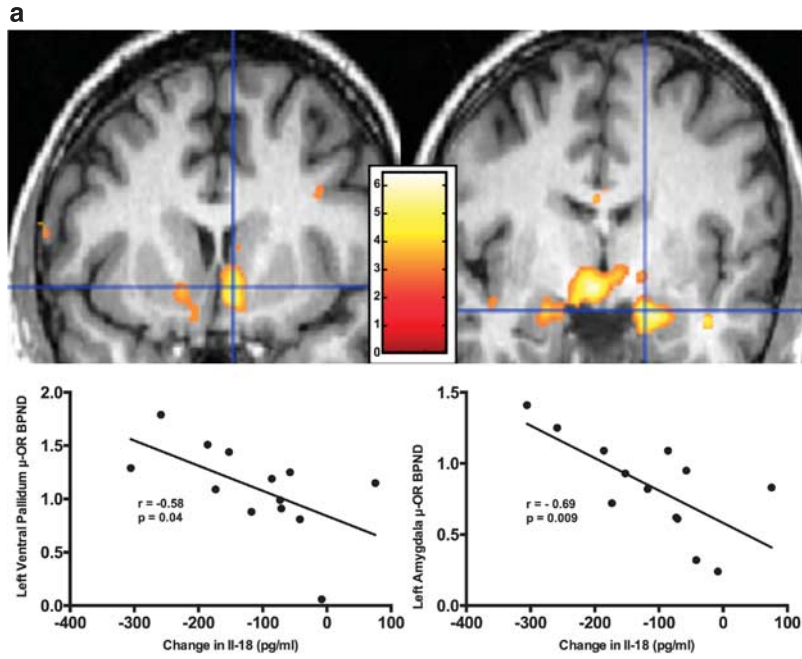 a
6
5
4
3
2
1
0
Left Ventral Pallidum µ-OR BPND
2.0
1.5
1.0
0.5
0.0
r = -0.58
p = 0.04
-400 -300 -200 -100 0 100
Change in Il-18 (pg/ml)
Left Amygdala µ-OR BPND
1.5
1.0
0.5
0.0
r = - 0.69
p = 0.009
-400 -300 -200 -100 0 100
Change in Il-18 (pg/ml)